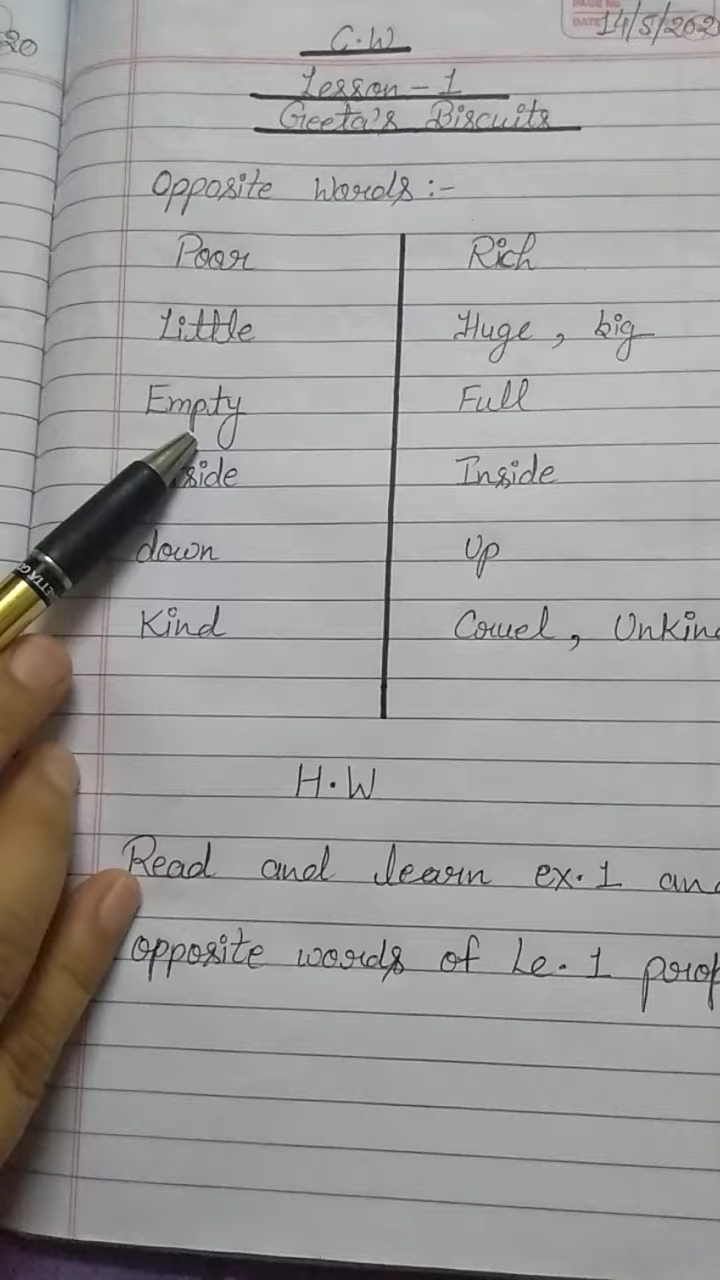 20
14/5/202
C.W
Lesson - 1
Geeta's Biscuits
Opposite Words :-
Poor Rich
Little Huge, big
Empty Full
side Inside
down Up
Kind Cruel, Unkin
H.W
Read and learn ex. 1 an
opposite words of Le. 1 prop